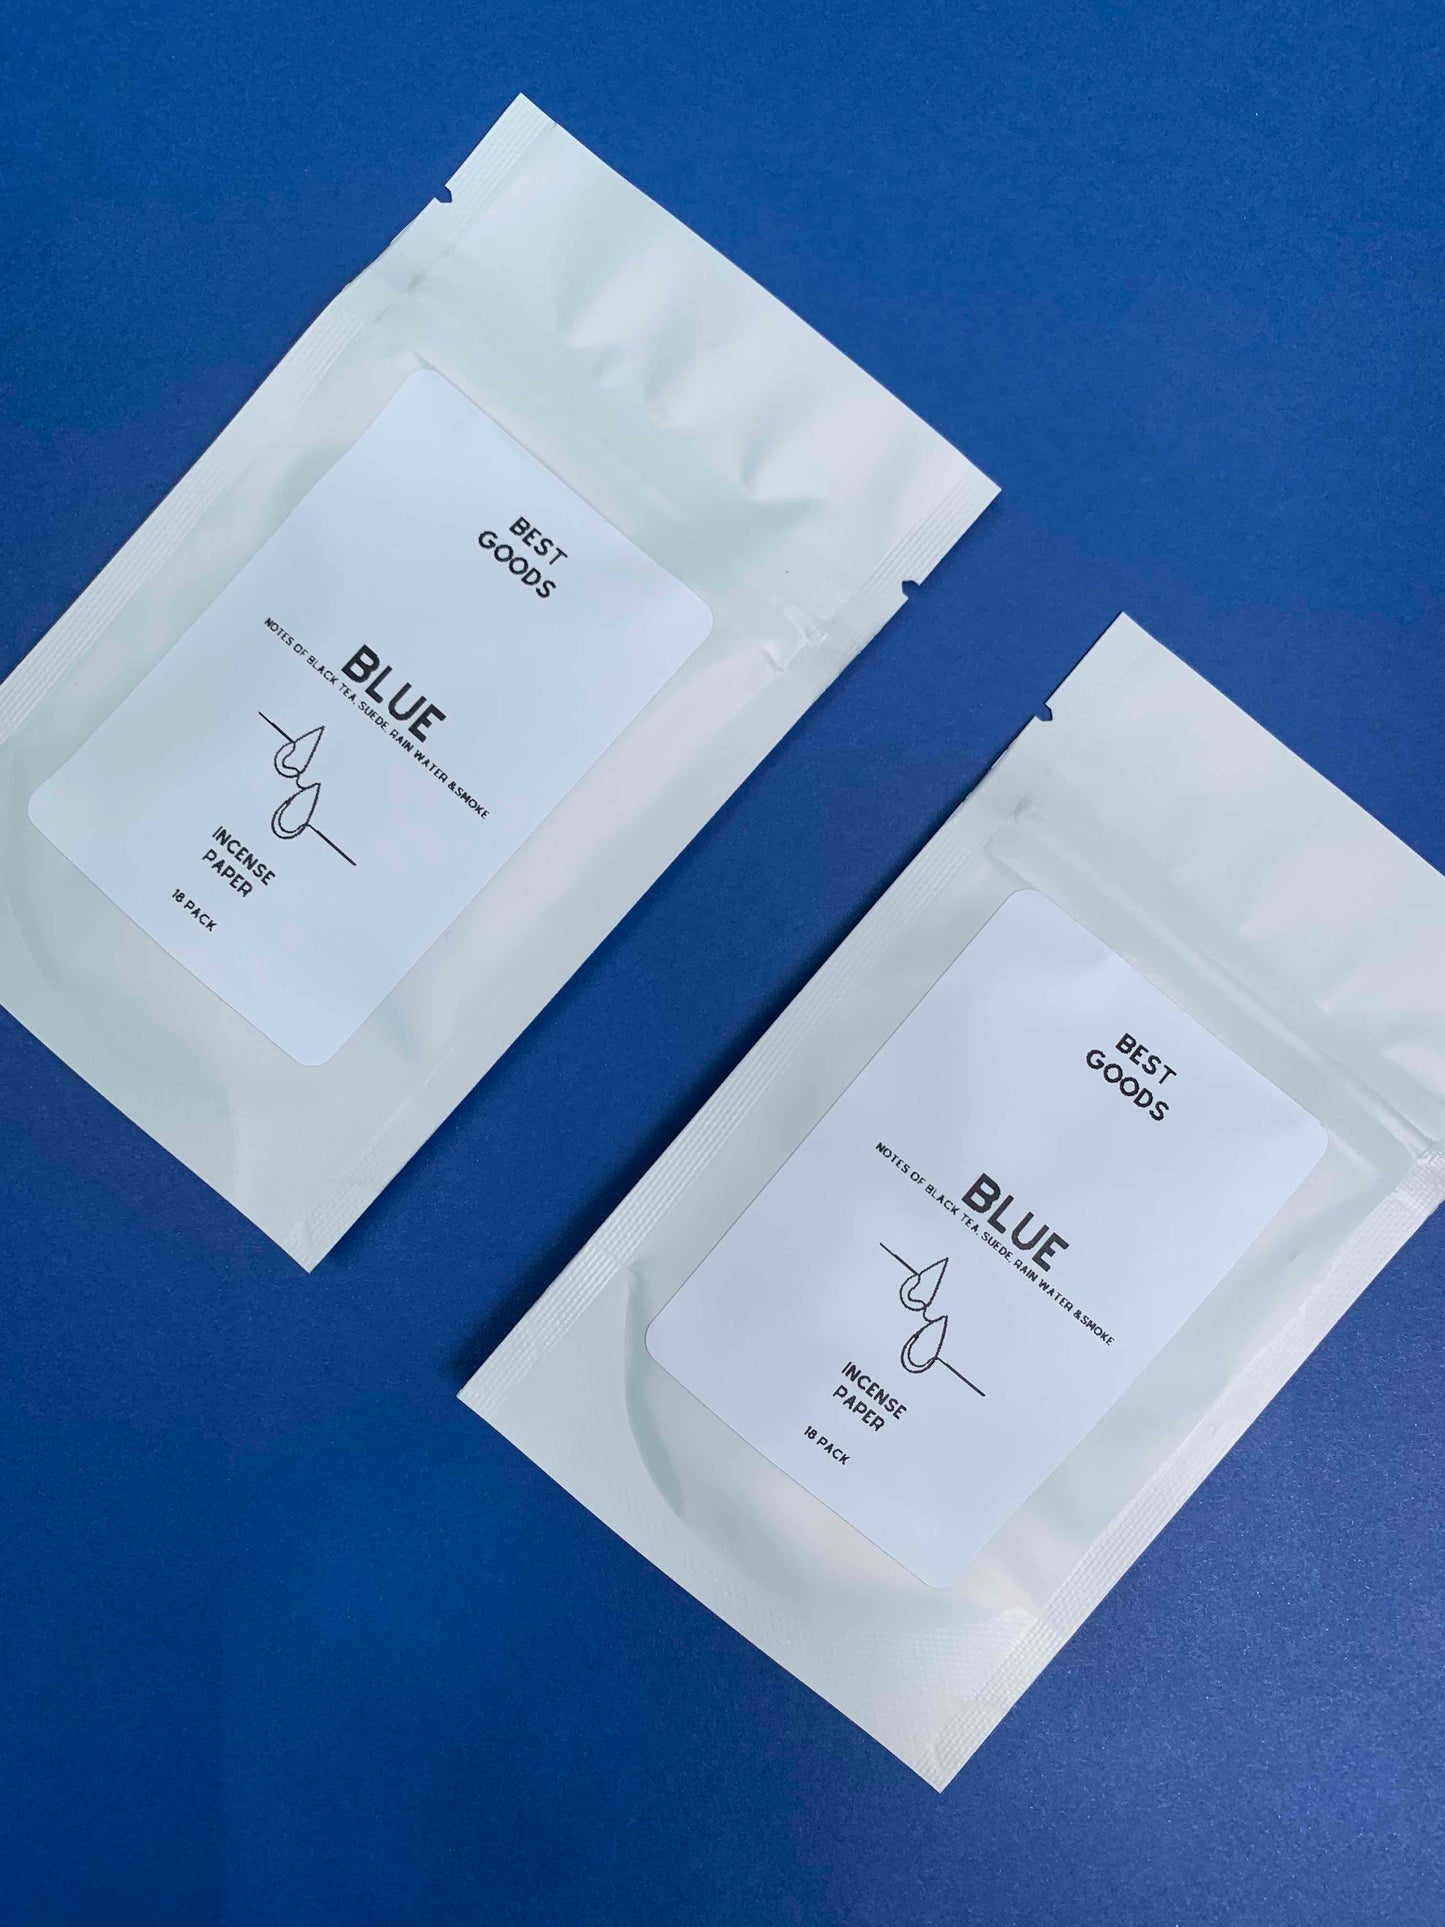 BEST
GOODS
BLUE
NOTES OF BLACK TEA, SUEDE, RAIN WATER &SMOKE
INCENSE
PAPER
18 PACK
BEST
GOODS
BLUE
NOTES OF BLACK TEA, SUEDE, RAIN WATER &SMOKE
INCENSE
PAPER
18 PACK